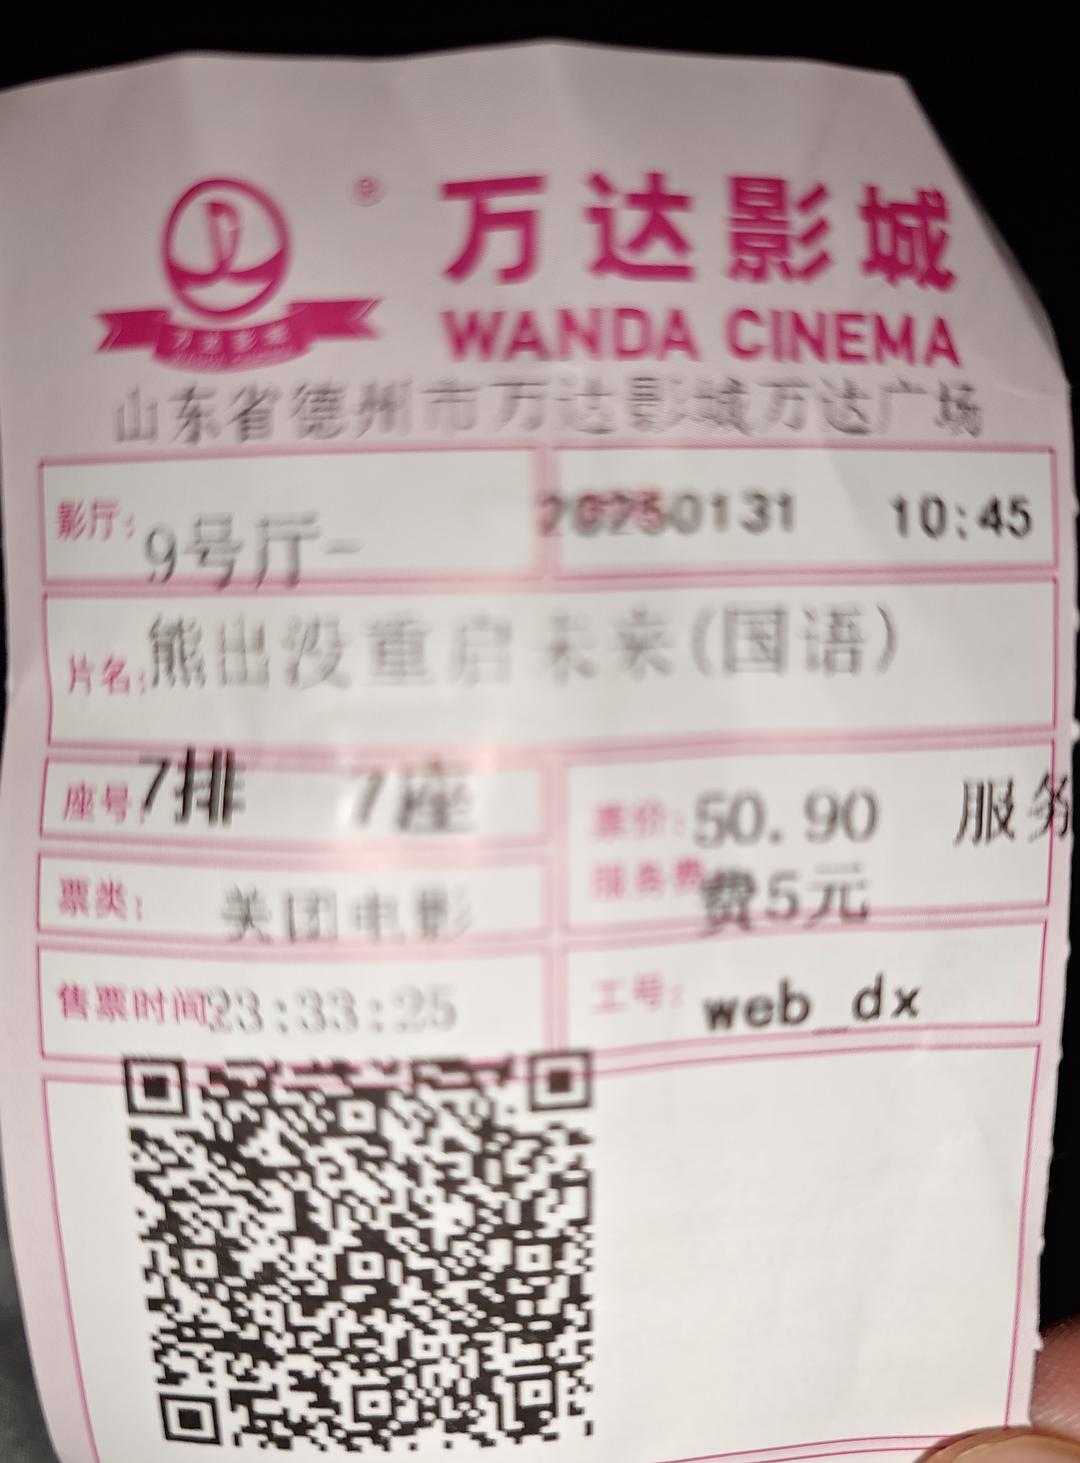 ®
万达影城
WANDA CINEMA
山东省德州市万达影城万达广场
影厅: 9号厅-
20250131 10:45
片名: 熊出没重启未来(国语)
座号: 7排 7座
票价: 50.90 服务
服务费 费5元
票类: 美团电影
售票时间: 23:33:25
工号: web_dx